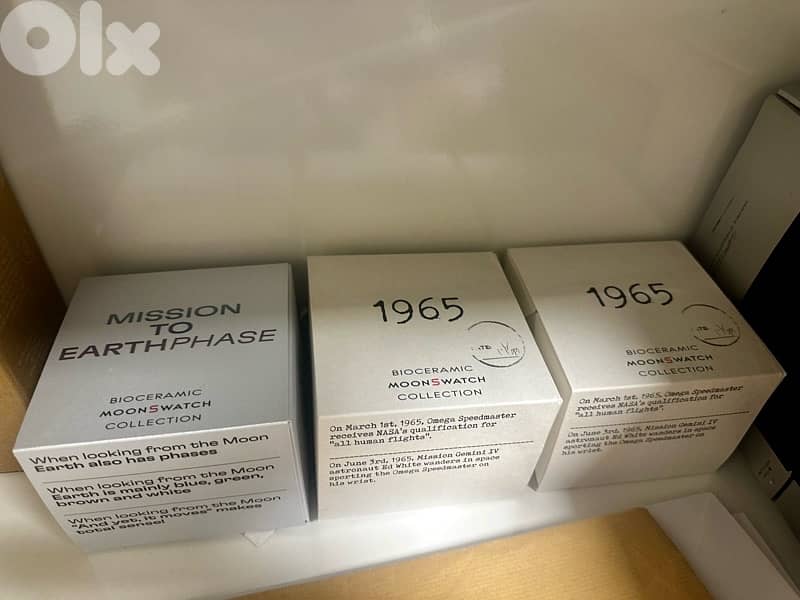 Olx
MISSION
TO
EARTHPHASE
BIOCERAMIC
MOONSWATCH
COLLECTION
When looking from the Moon
Earth also has phases
When looking from the Moon
Earth is mainly blue, green,
brown and white
When looking from the Moon
"And yet, it moves" makes
total sense!
1965
BIOCERAMIC
MOONSWATCH
COLLECTION
On March 1st, 1965, Omega Speedmaster
receives NASA's qualification for
"all human flights".
On June 3rd, 1965, Mission Gemini IV
astronaut Ed White wanders in space
sporting the Omega Speedmaster on
his wrist.
1965
BIOCERAMIC
MOONSWATCH
COLLECTION
On March 1st, 1965, Omega Speedmaster
receives NASA's qualification for
"all human flights".
On June 3rd, 1965, Mission Gemini IV
astronaut Ed White wanders in space
sporting the Omega Speedmaster on
his wrist.